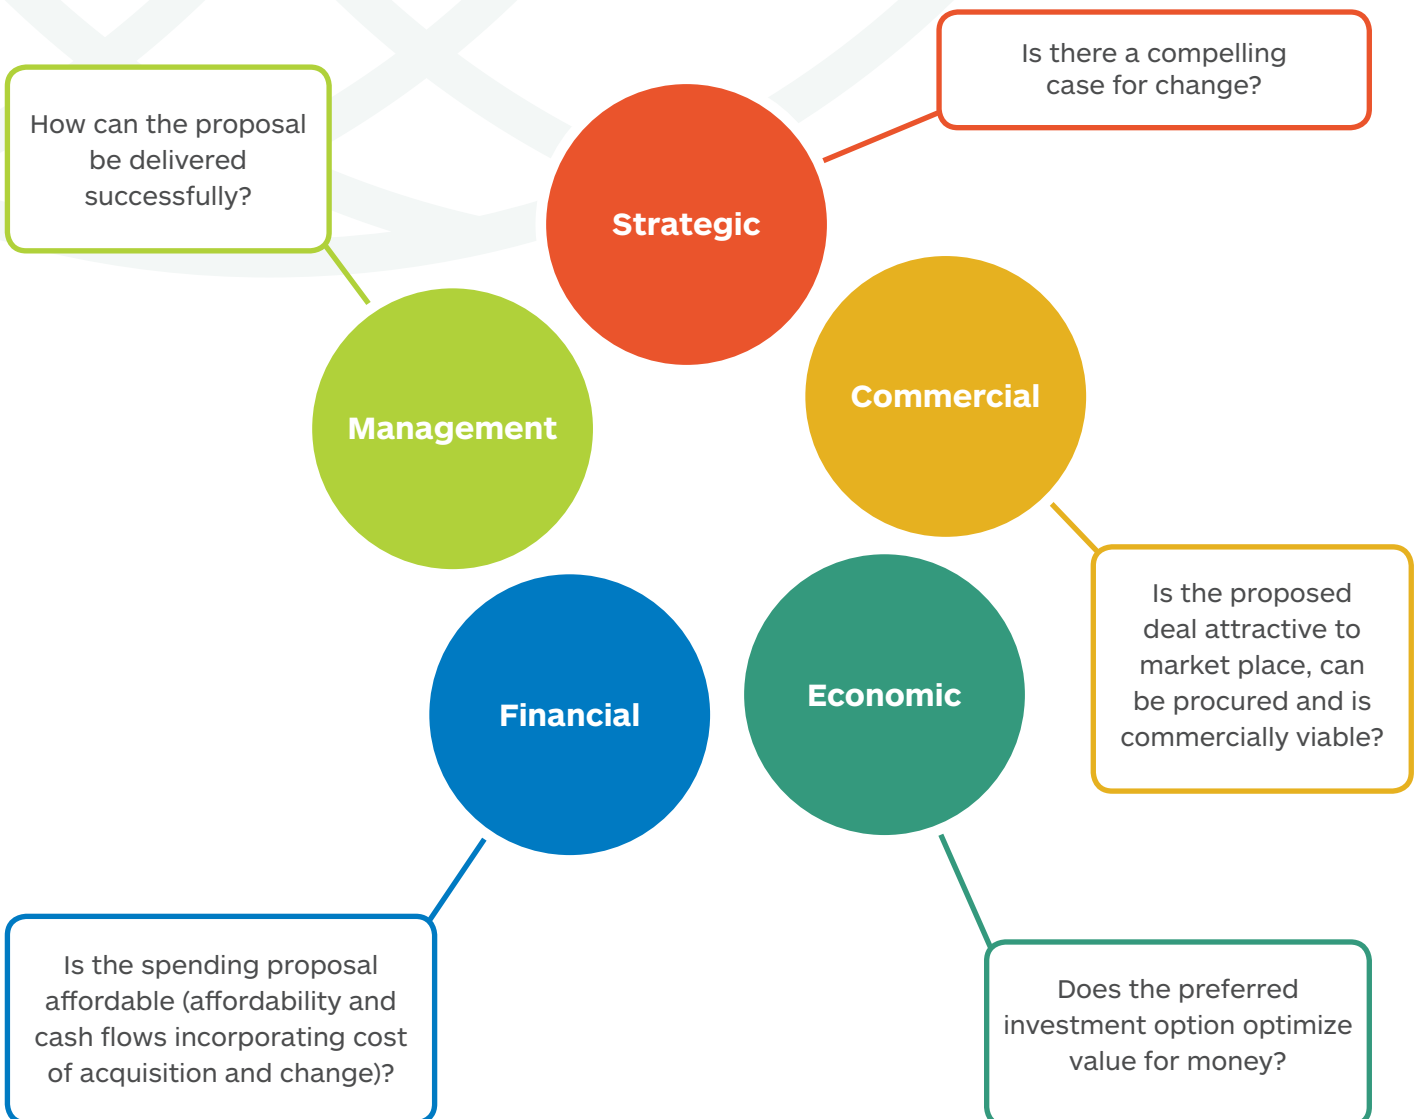 Is there a compelling
case for change?
How can the proposal
be delivered
successfully?
Strategic
Commercial
Management
Is the proposed
deal attractive to
market place, can
be procured and is
commercially viable?
Economic
Financial
Is the spending proposal
affordable (affordability and
cash flows incorporating cost
of acquisition and change)?
Does the preferred
investment option optimize
value for money?